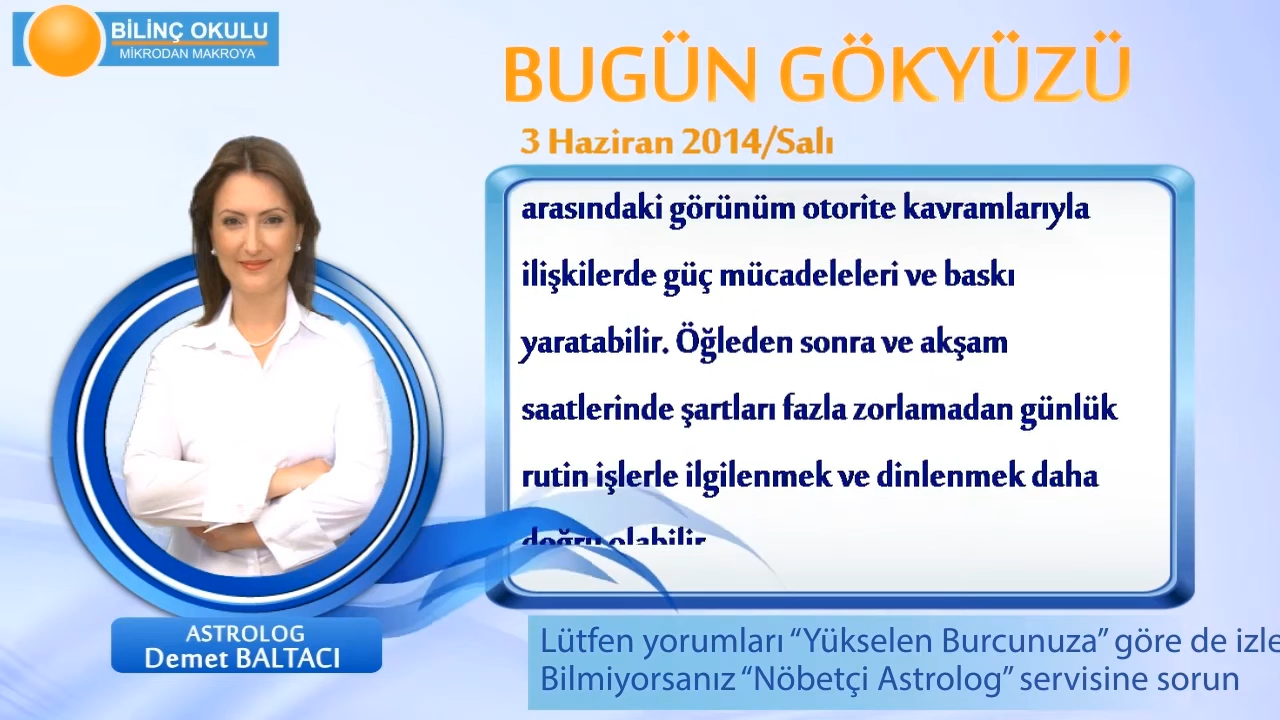 BİLİNÇ OKULU
MİKRODAN MAKROYA
BUGÜN GÖKYÜZÜ
3 Haziran 2014/Salı
arasındaki görünüm otorite kavramlarıyla
ilişkilerde güç mücadeleleri ve baskı
yaratabilir. Öğleden sonra ve akşam
saatlerinde şartları fazla zorlamadan günlük
rutin işlerle ilgilenmek ve dinlenmek daha
doğru olabilir
ASTROLOG
Demet BALTACI
Lütfen yorumları “Yükselen Burcunuza” göre de izle
Bilmiyorsanız “Nöbetçi Astrolog” servisine sorun